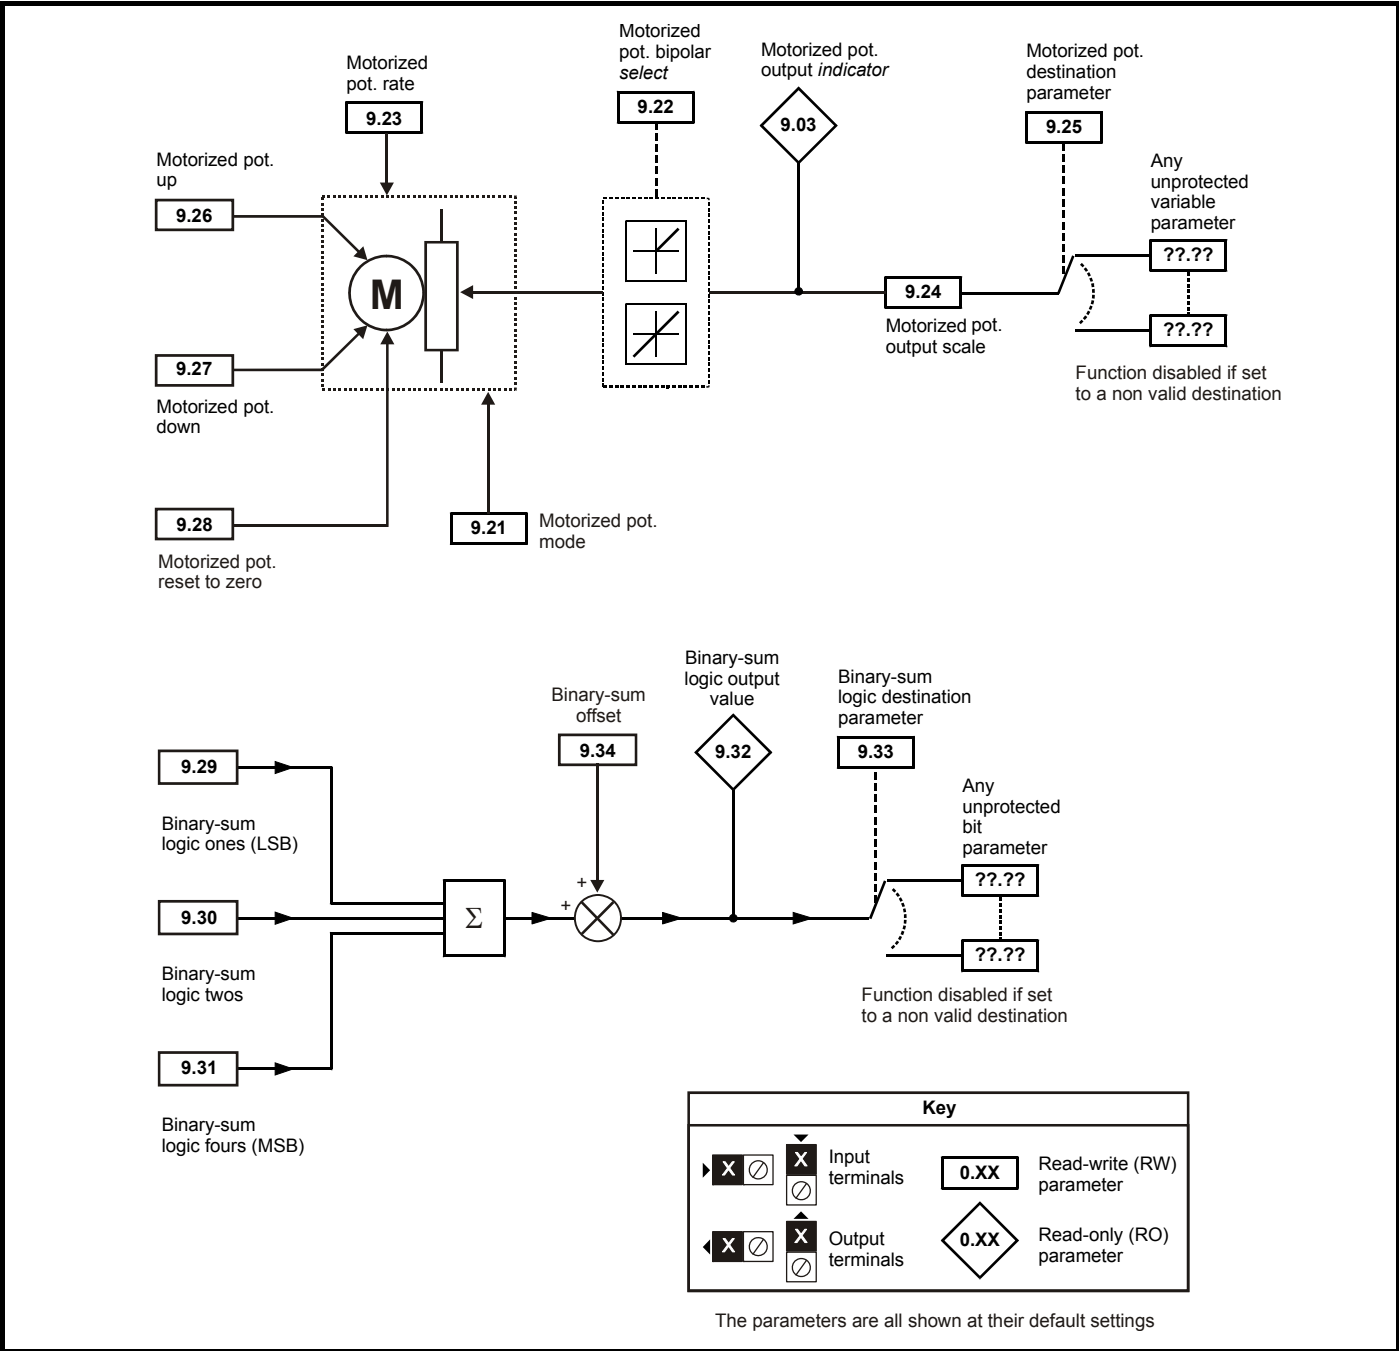 Motorized
pot. rate
9.23
Motorized
pot. bipolar
select
9.22
Motorized pot.
output indicator
9.03
Motorized pot.
destination
parameter
9.25
Any
unprotected
variable
parameter
??.??
??.??
Function disabled if set
to a non valid destination
Motorized pot.
up
9.26
M
9.24
Motorized pot.
output scale
9.27
Motorized pot.
down
9.28
Motorized pot.
reset to zero
9.21
Motorized pot.
mode
Binary-sum
offset
9.34
Binary-sum
logic output
value
9.32
Binary-sum
logic destination
parameter
9.33
Any
unprotected
bit
parameter
??.??
??.??
Function disabled if set
to a non valid destination
9.29
Binary-sum
logic ones (LSB)
9.30
Binary-sum
logic twos
9.31
Binary-sum
logic fours (MSB)
Σ
+
+
Key
X
X
Input
terminals
0.XX
Read-write (RW)
parameter
X
X
Output
terminals
0.XX
Read-only (RO)
parameter
The parameters are all shown at their default settings